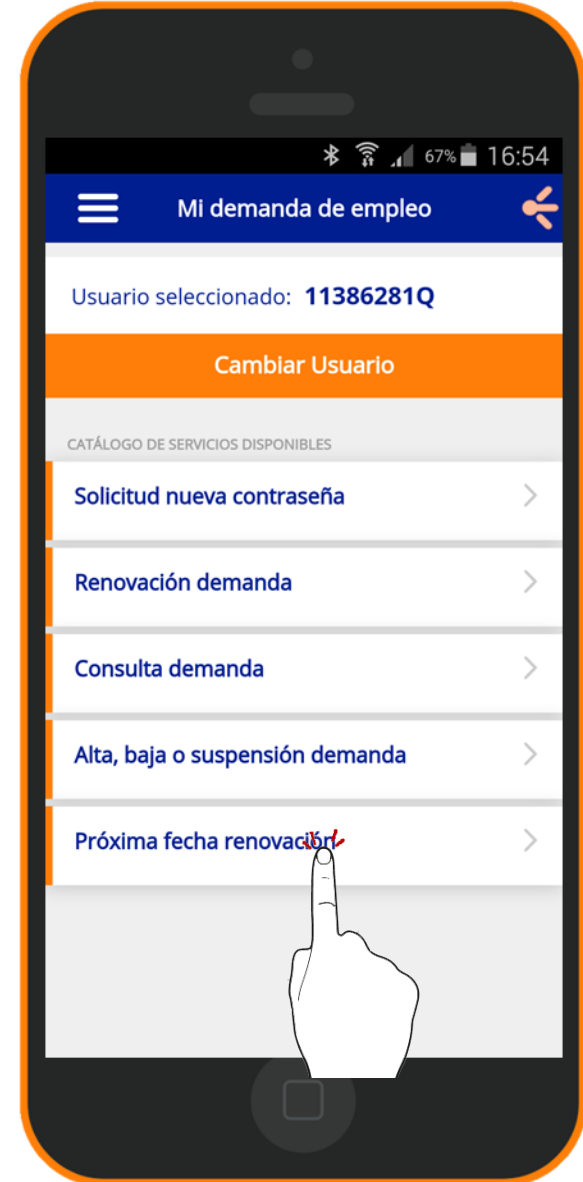 67% 16:54
Mi demanda de empleo
Usuario seleccionado: 11386281Q
Cambiar Usuario
CATÁLOGO DE SERVICIOS DISPONIBLES
Solicitud nueva contraseña
Renovación demanda
Consulta demanda
Alta, baja o suspensión demanda
Próxima fecha renovación